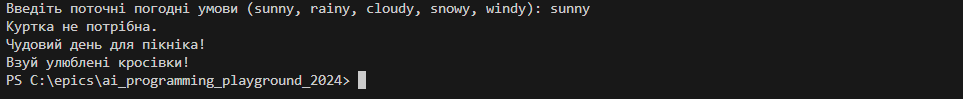 Введіть поточні погодні умови (sunny, rainy, cloudy, snowy, windy): sunny
Куртка не потрібна.
Чудовий день для пікніка!
Взуй улюблені кросівки!
PS C:\epics\ai_programming_playground_2024>